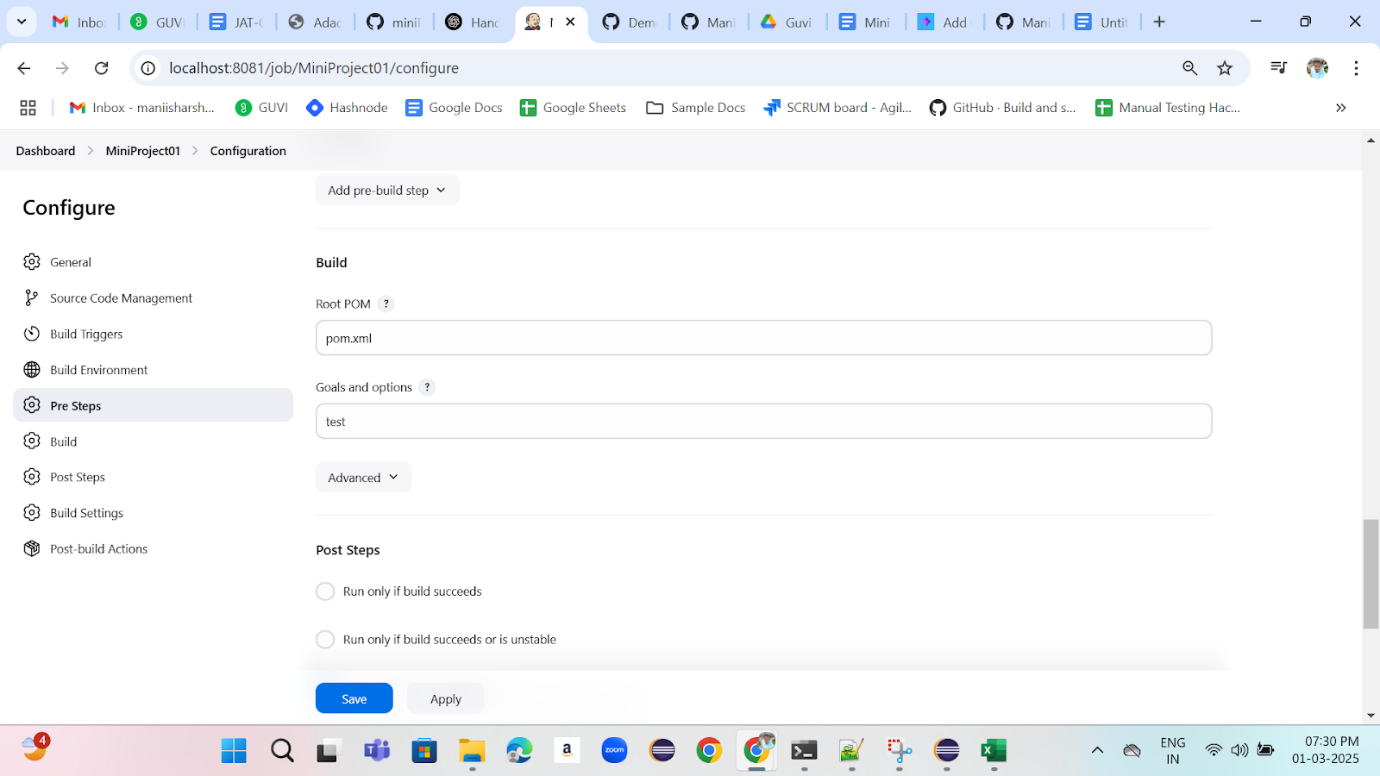 Inbo
GUVI
JAT-C
Adac
minil
Hanc
Dem
Mani
Guvi
Mini
Add
Mani
Unti
localhost:8081/job/MiniProject01/configure
Inbox - maniisharsh...
GUVI
Hashnode
Google Docs
Google Sheets
Sample Docs
SCRUM board - Agil...
GitHub · Build and s...
Manual Testing Hac...
Dashboard
MiniProject01
Configuration
Configure
General
Source Code Management
Build Triggers
Build Environment
Pre Steps
Build
Post Steps
Build Settings
Post-build Actions
Add pre-build step
Build
Root POM ?
pom.xml
Goals and options ?
test
Advanced
Post Steps
Run only if build succeeds
Run only if build succeeds or is unstable
Save
Apply
4
a
zoom
ENG
IN
07:30 PM
01-03-2025